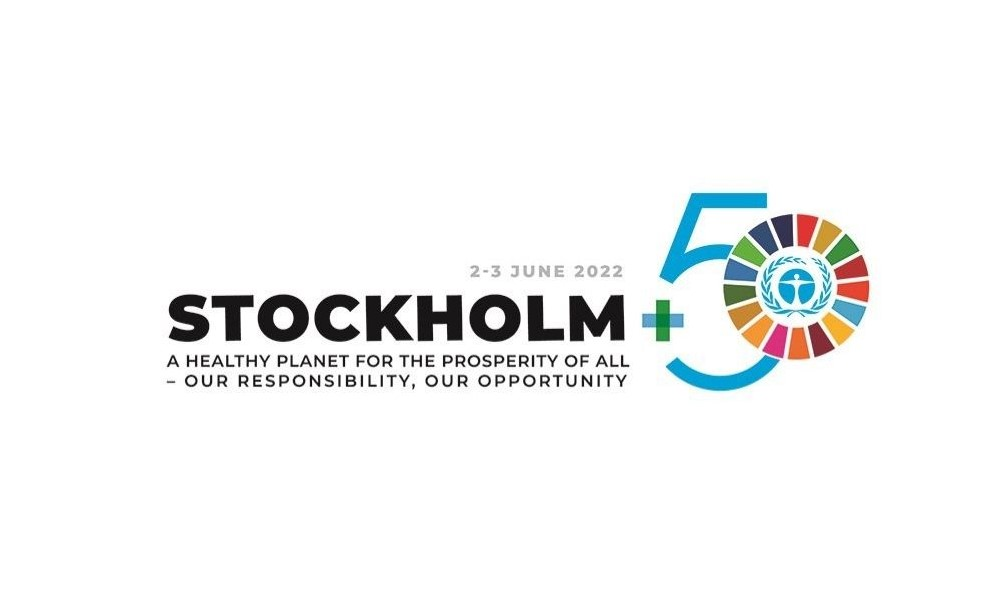 2-3 JUNE 2022
STOCKHOLM +50
A HEALTHY PLANET FOR THE PROSPERITY OF ALL
– OUR RESPONSIBILITY, OUR OPPORTUNITY